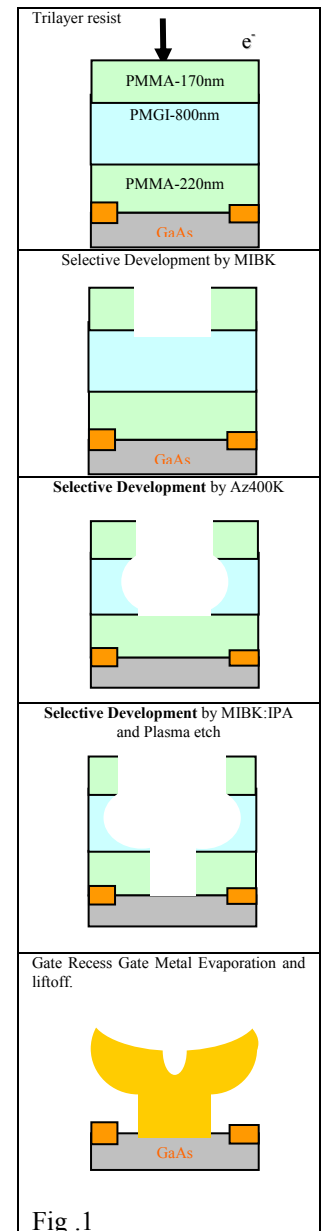 Trilayer resist
e-
PMMA-170nm
PMGI-800nm
PMMA-220nm
GaAs
Selective Development by MIBK
GaAs
Selective Development by Az400K
Selective Development by MIBK:IPA
and Plasma etch
Gate Recess Gate Metal Evaporation and
liftoff.
GaAs
Fig .1